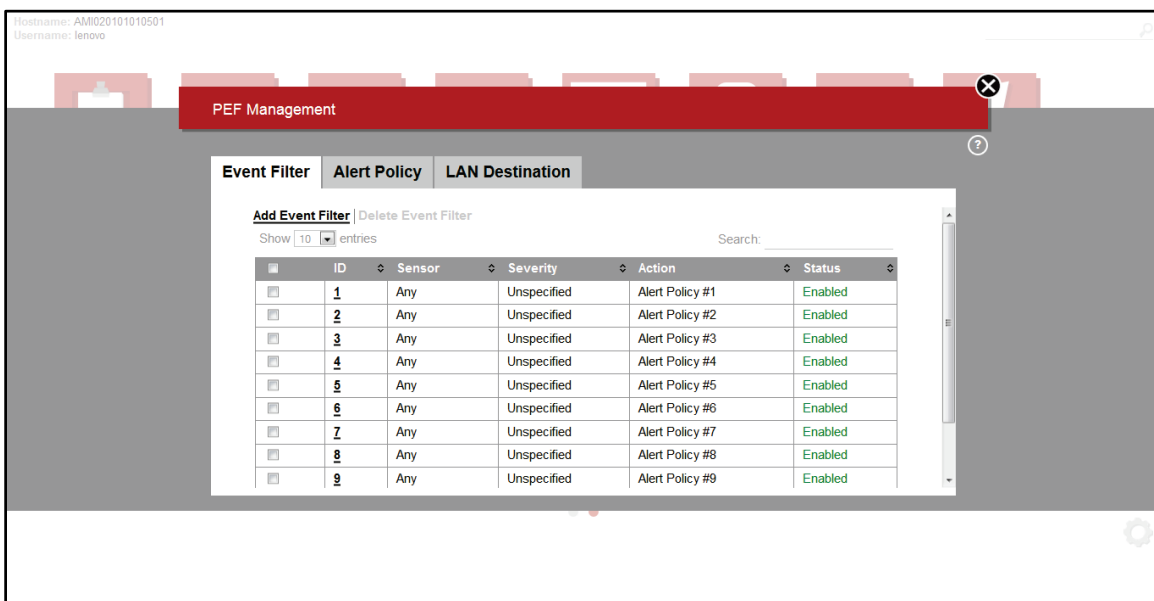 Hostname: AMI020101010501
Username: lenovo
PEF Management
Event Filter Alert Policy LAN Destination
Add Event Filter | Delete Event Filter
Show 10 entries Search:
ID Sensor Severity Action Status
1 Any Unspecified Alert Policy #1 Enabled
2 Any Unspecified Alert Policy #2 Enabled
3 Any Unspecified Alert Policy #3 Enabled
4 Any Unspecified Alert Policy #4 Enabled
5 Any Unspecified Alert Policy #5 Enabled
6 Any Unspecified Alert Policy #6 Enabled
7 Any Unspecified Alert Policy #7 Enabled
8 Any Unspecified Alert Policy #8 Enabled
9 Any Unspecified Alert Policy #9 Enabled